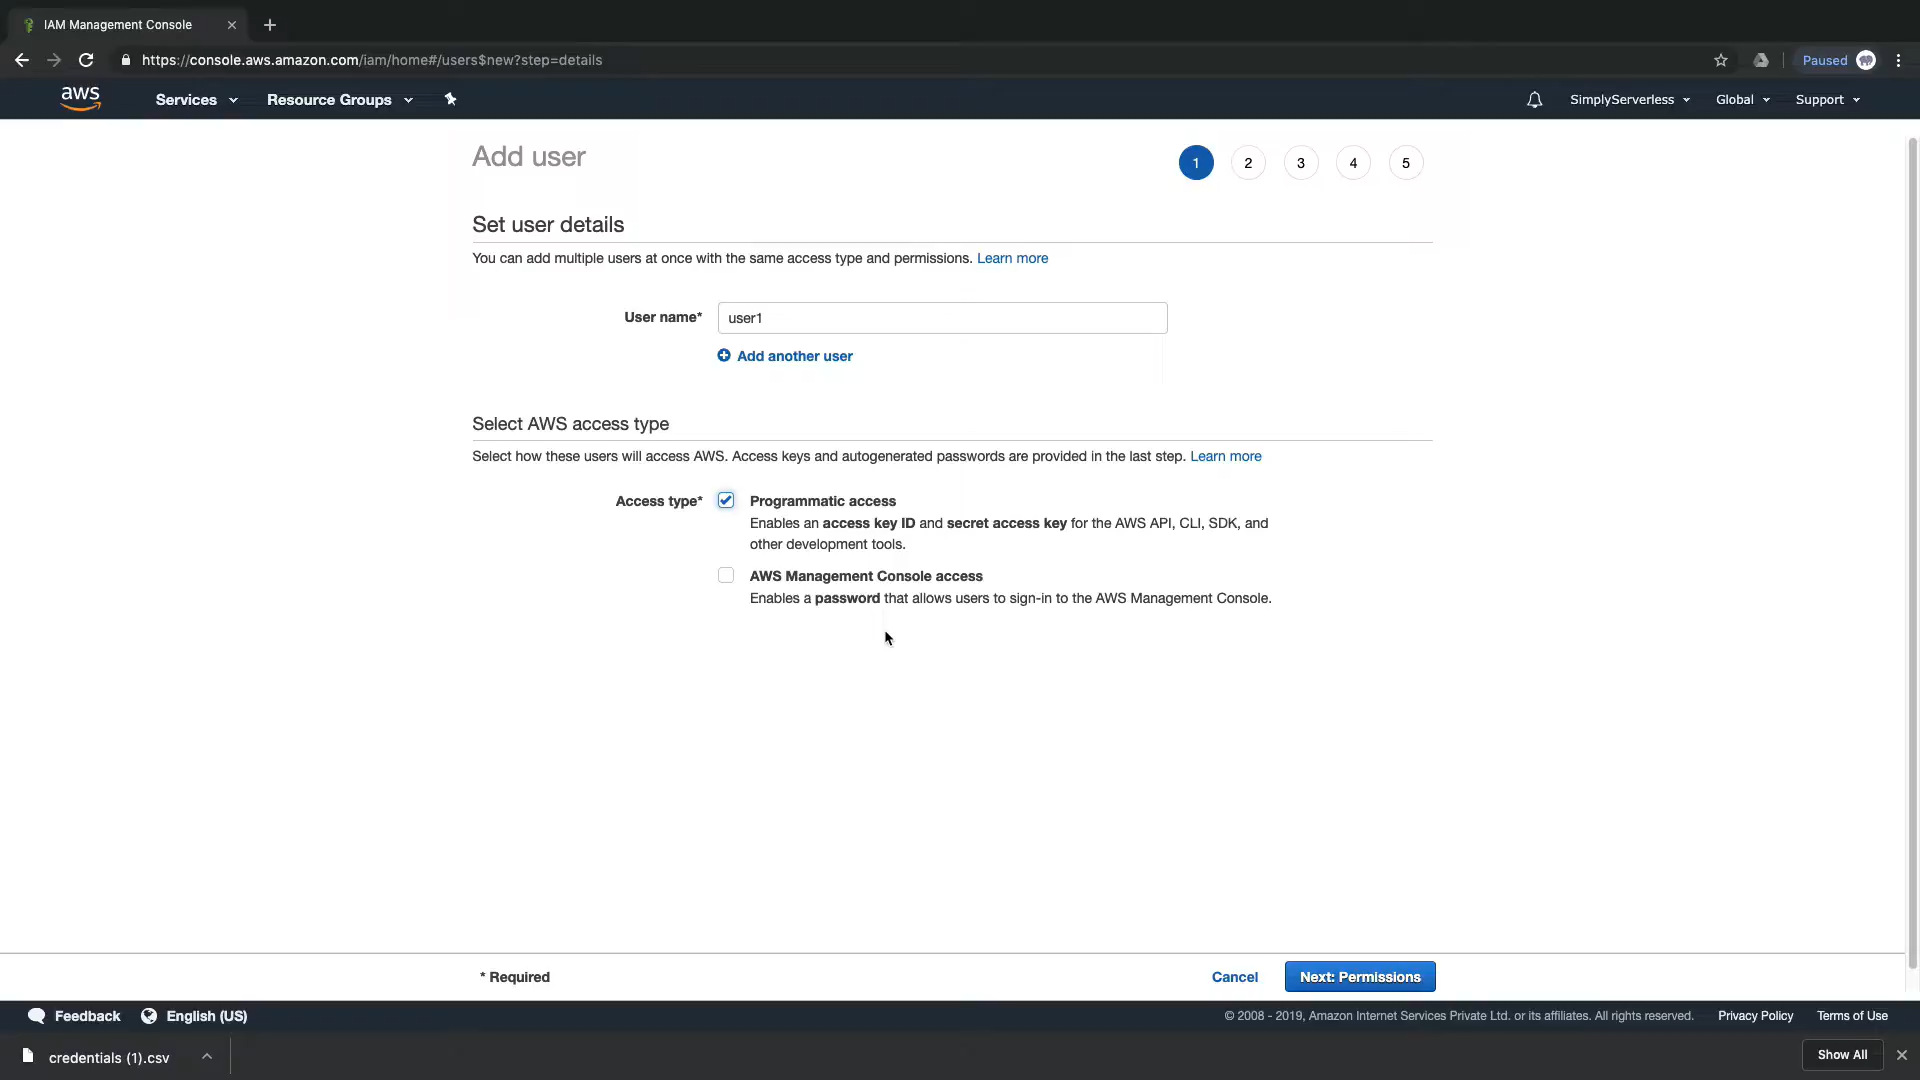 IAM Management Console
https://console.aws.amazon.com/iam/home#/users$new?step=details
Paused
aws
Services
Resource Groups
SimplyServerless
Global
Support
Add user
1
2
3
4
5
Set user details
You can add multiple users at once with the same access type and permissions. Learn more
User name*
user1
Add another user
Select AWS access type
Select how these users will access AWS. Access keys and autogenerated passwords are provided in the last step. Learn more
Access type*
Programmatic access
Enables an access key ID and secret access key for the AWS API, CLI, SDK, and
other development tools.
AWS Management Console access
Enables a password that allows users to sign-in to the AWS Management Console.
* Required
Cancel
Next: Permissions
Feedback
English (US)
© 2008 - 2019, Amazon Internet Services Private Ltd. or its affiliates. All rights reserved.
Privacy Policy
Terms of Use
credentials (1).csv
Show All